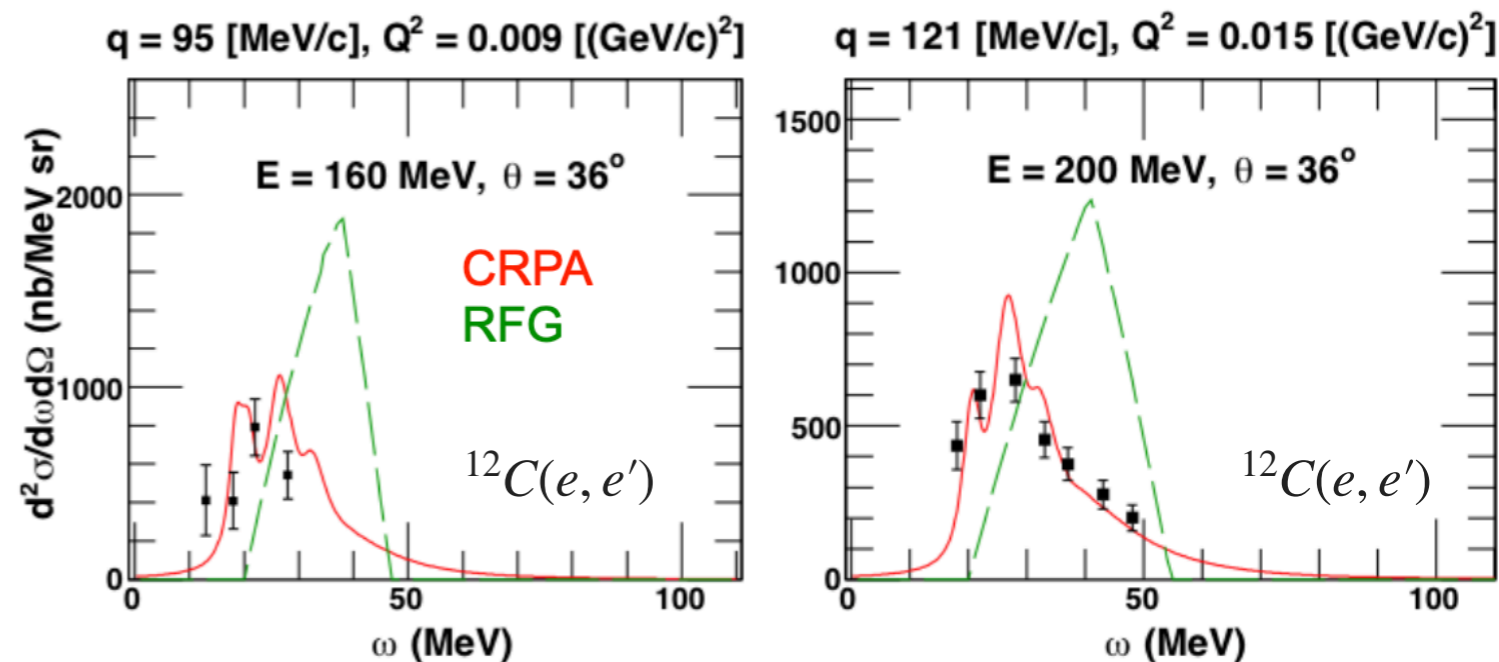 q = 95 [MeV/c], Q² = 0.009 [(GeV/c)²]
E = 160 MeV, θ = 36°
CRPA
RFG
¹²C(e, e′)
d²σ/dωdΩ (nb/MeV sr)
2000
1000
0
0 50 100
ω (MeV)
q = 121 [MeV/c], Q² = 0.015 [(GeV/c)²]
E = 200 MeV, θ = 36°
¹²C(e, e′)
1500
1000
500
0
0 50 100
ω (MeV)